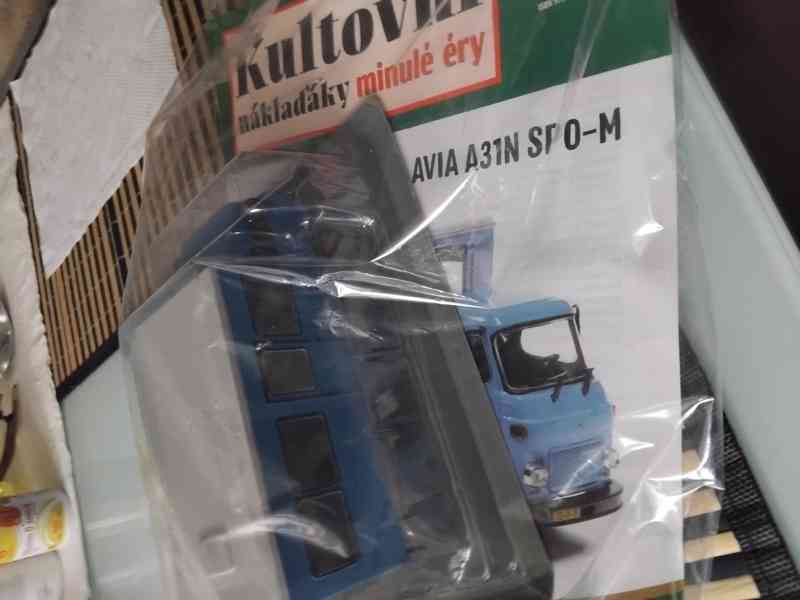 Kultovní
náklaďáky minulé éry
AVIA A31N SPO-M